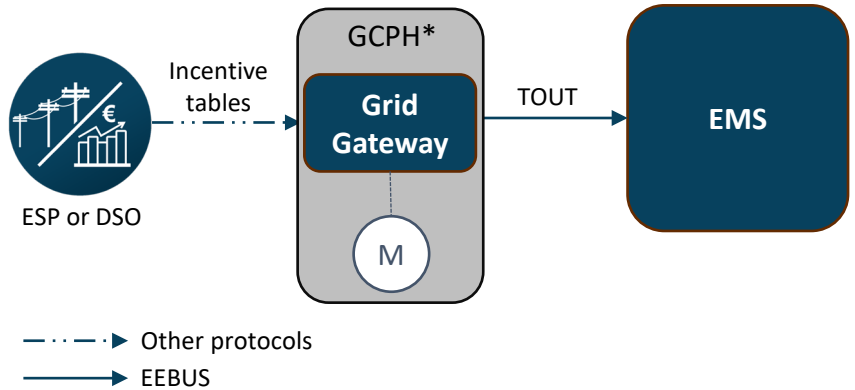 GCPH*
Incentive
tables
Grid
Gateway
TOUT
EMS
€
ESP or DSO
M
Other protocols
EEBUS